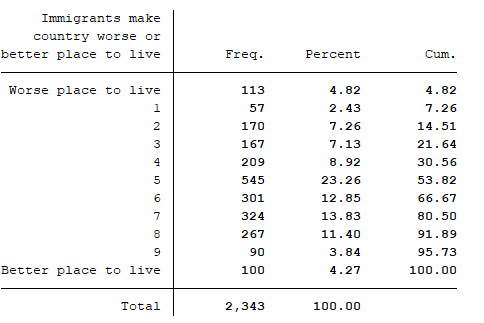 Immigrants make
country worse or
better place to live Freq. Percent Cum.
Worse place to live 113 4.82 4.82
1 57 2.43 7.26
2 170 7.26 14.51
3 167 7.13 21.64
4 209 8.92 30.56
5 545 23.26 53.82
6 301 12.85 66.67
7 324 13.83 80.50
8 267 11.40 91.89
9 90 3.84 95.73
Better place to live 100 4.27 100.00
Total 2,343 100.00